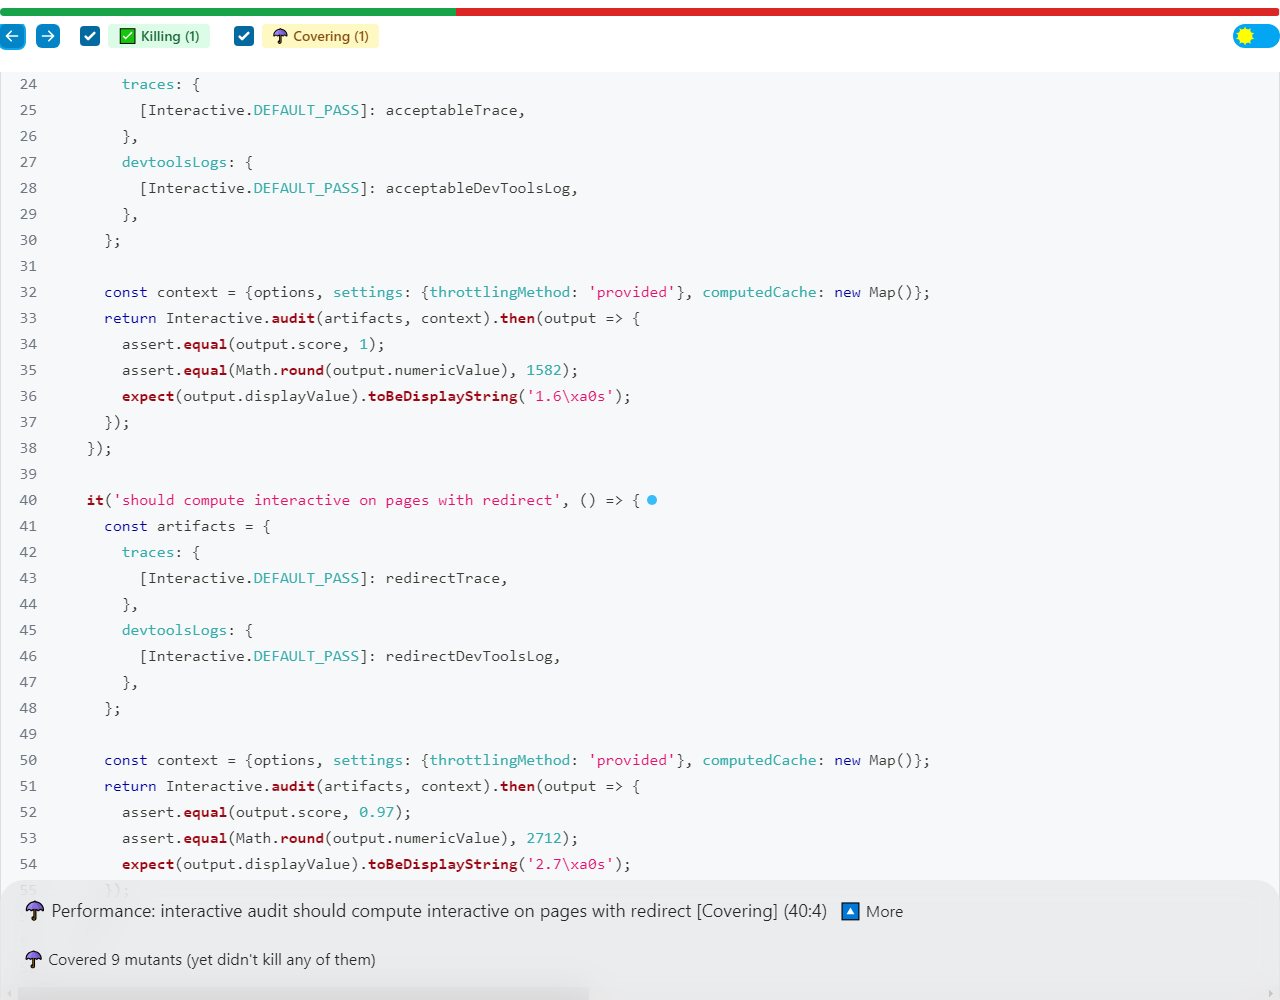 Killing (1)
Covering (1)
24 traces: {
25 [Interactive.DEFAULT_PASS]: acceptableTrace,
26 },
27 devtoolsLogs: {
28 [Interactive.DEFAULT_PASS]: acceptableDevToolsLog,
29 },
30 };
31
32 const context = {options, settings: {throttlingMethod: 'provided'}, computedCache: new Map()};
33 return Interactive.audit(artifacts, context).then(output => {
34 assert.equal(output.score, 1);
35 assert.equal(Math.round(output.numericValue), 1582);
36 expect(output.displayValue).toBeDisplayString('1.6\xa0s');
37 });
38 });
39
40 it('should compute interactive on pages with redirect', () => {
41 const artifacts = {
42 traces: {
43 [Interactive.DEFAULT_PASS]: redirectTrace,
44 },
45 devtoolsLogs: {
46 [Interactive.DEFAULT_PASS]: redirectDevToolsLog,
47 },
48 };
49
50 const context = {options, settings: {throttlingMethod: 'provided'}, computedCache: new Map()};
51 return Interactive.audit(artifacts, context).then(output => {
52 assert.equal(output.score, 0.97);
53 assert.equal(Math.round(output.numericValue), 2712);
54 expect(output.displayValue).toBeDisplayString('2.7\xa0s');
55 });
Performance: interactive audit should compute interactive on pages with redirect [Covering] (40:4) More
Covered 9 mutants (yet didn't kill any of them)